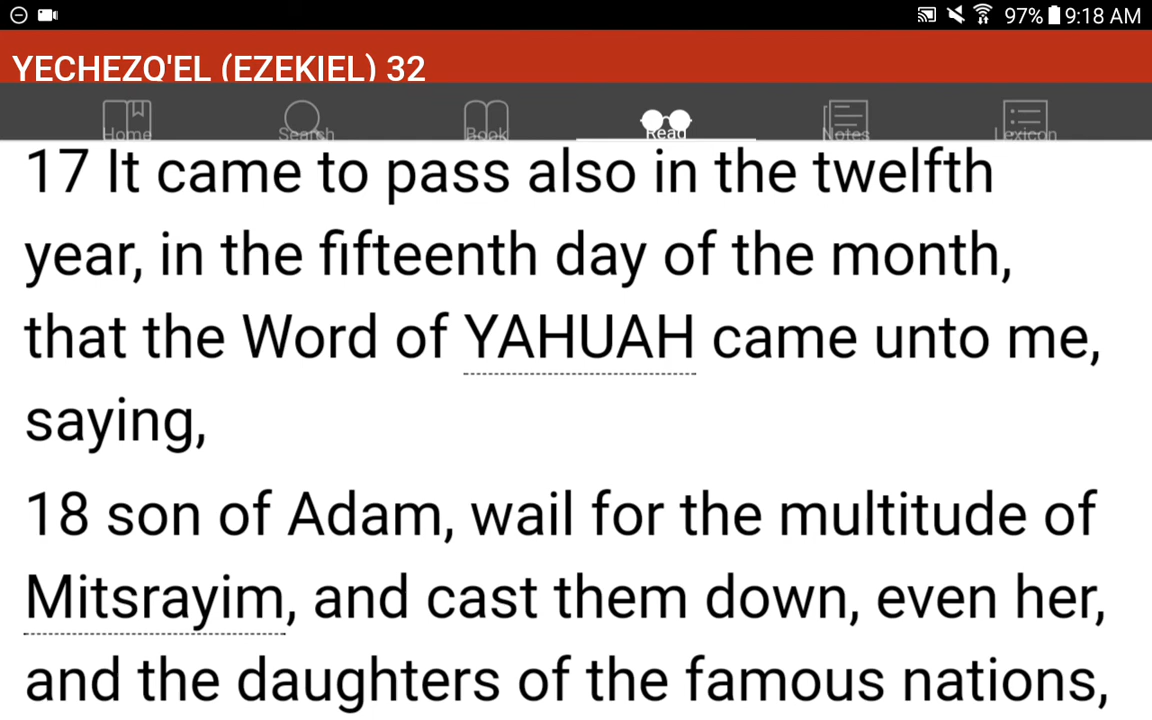 97% 9:18 AM
YECHEZQ'EL (EZEKIEL) 32
Home Search Book Read Notes Lexicon
17 It came to pass also in the twelfth
year, in the fifteenth day of the month,
that the Word of YAHUAH came unto me,
saying,
18 son of Adam, wail for the multitude of
Mitsrayim, and cast them down, even her,
and the daughters of the famous nations,